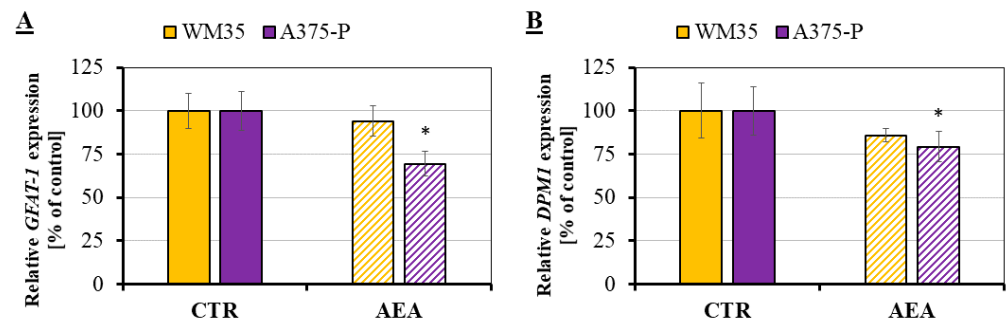 A
WM35 A375-P
Relative GFAT-1 expression
[% of control]
125
100
75
50
25
0
*
CTR AEA
B
WM35 A375-P
Relative DPM1 expression
[% of control]
125
100
75
50
25
0
*
CTR AEA